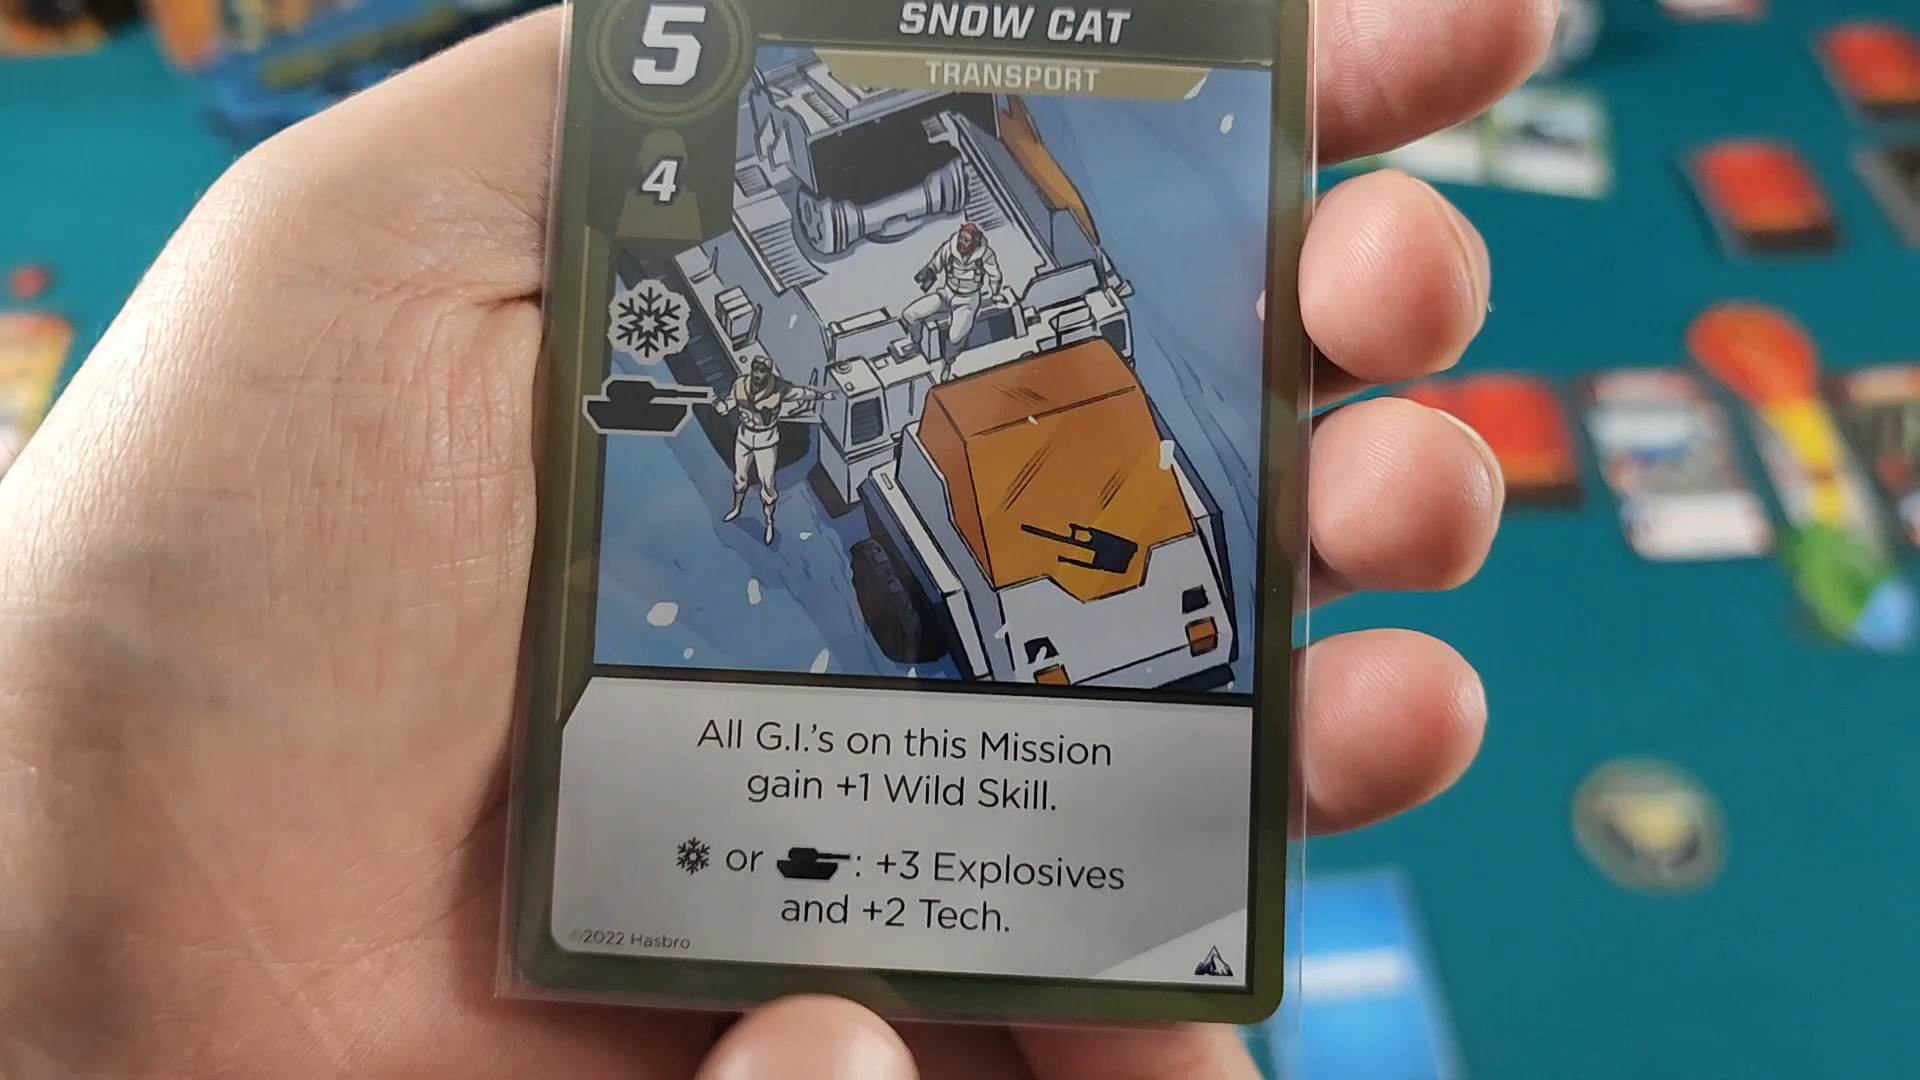 5
SNOW CAT
TRANSPORT
4
All G.I.'s on this Mission
gain +1 Wild Skill.
or : +3 Explosives
and +2 Tech.
©2022 Hasbro